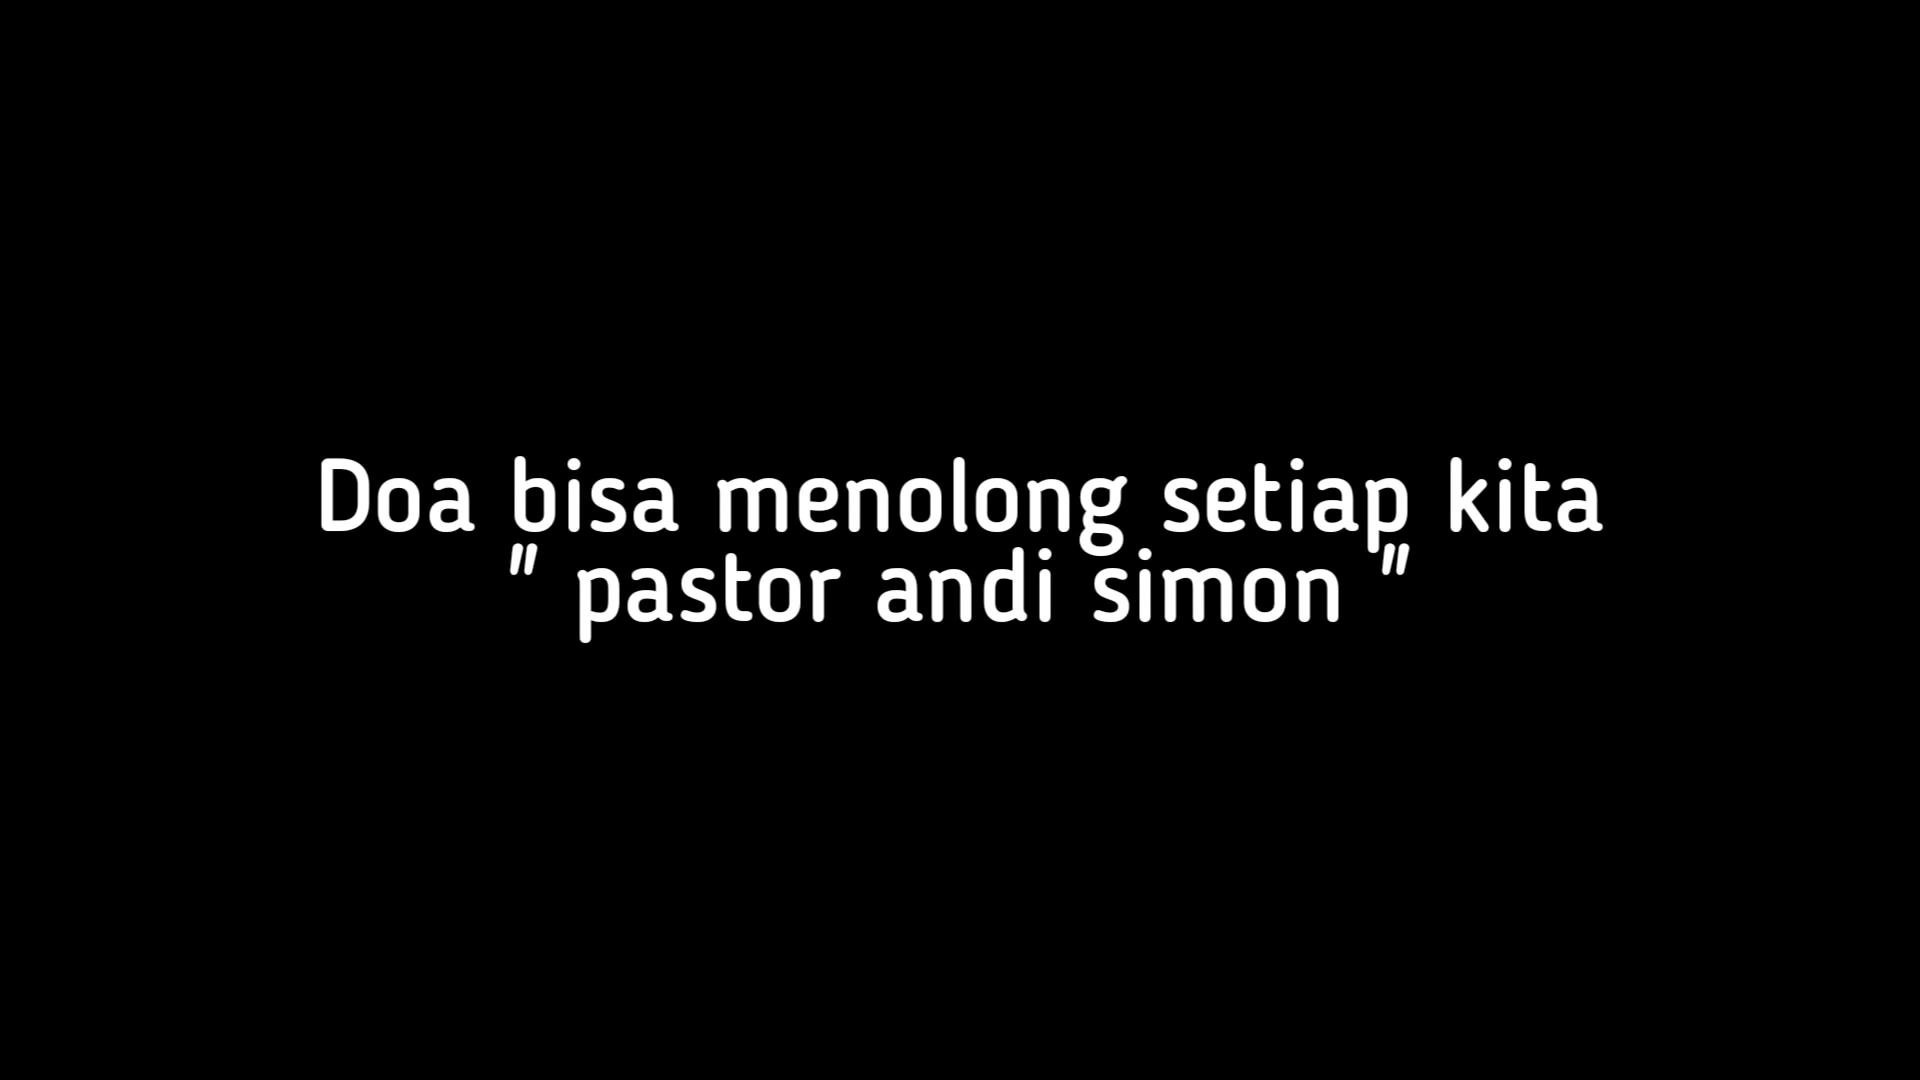 Doa bisa menolong setiap kita
" pastor andi simon "